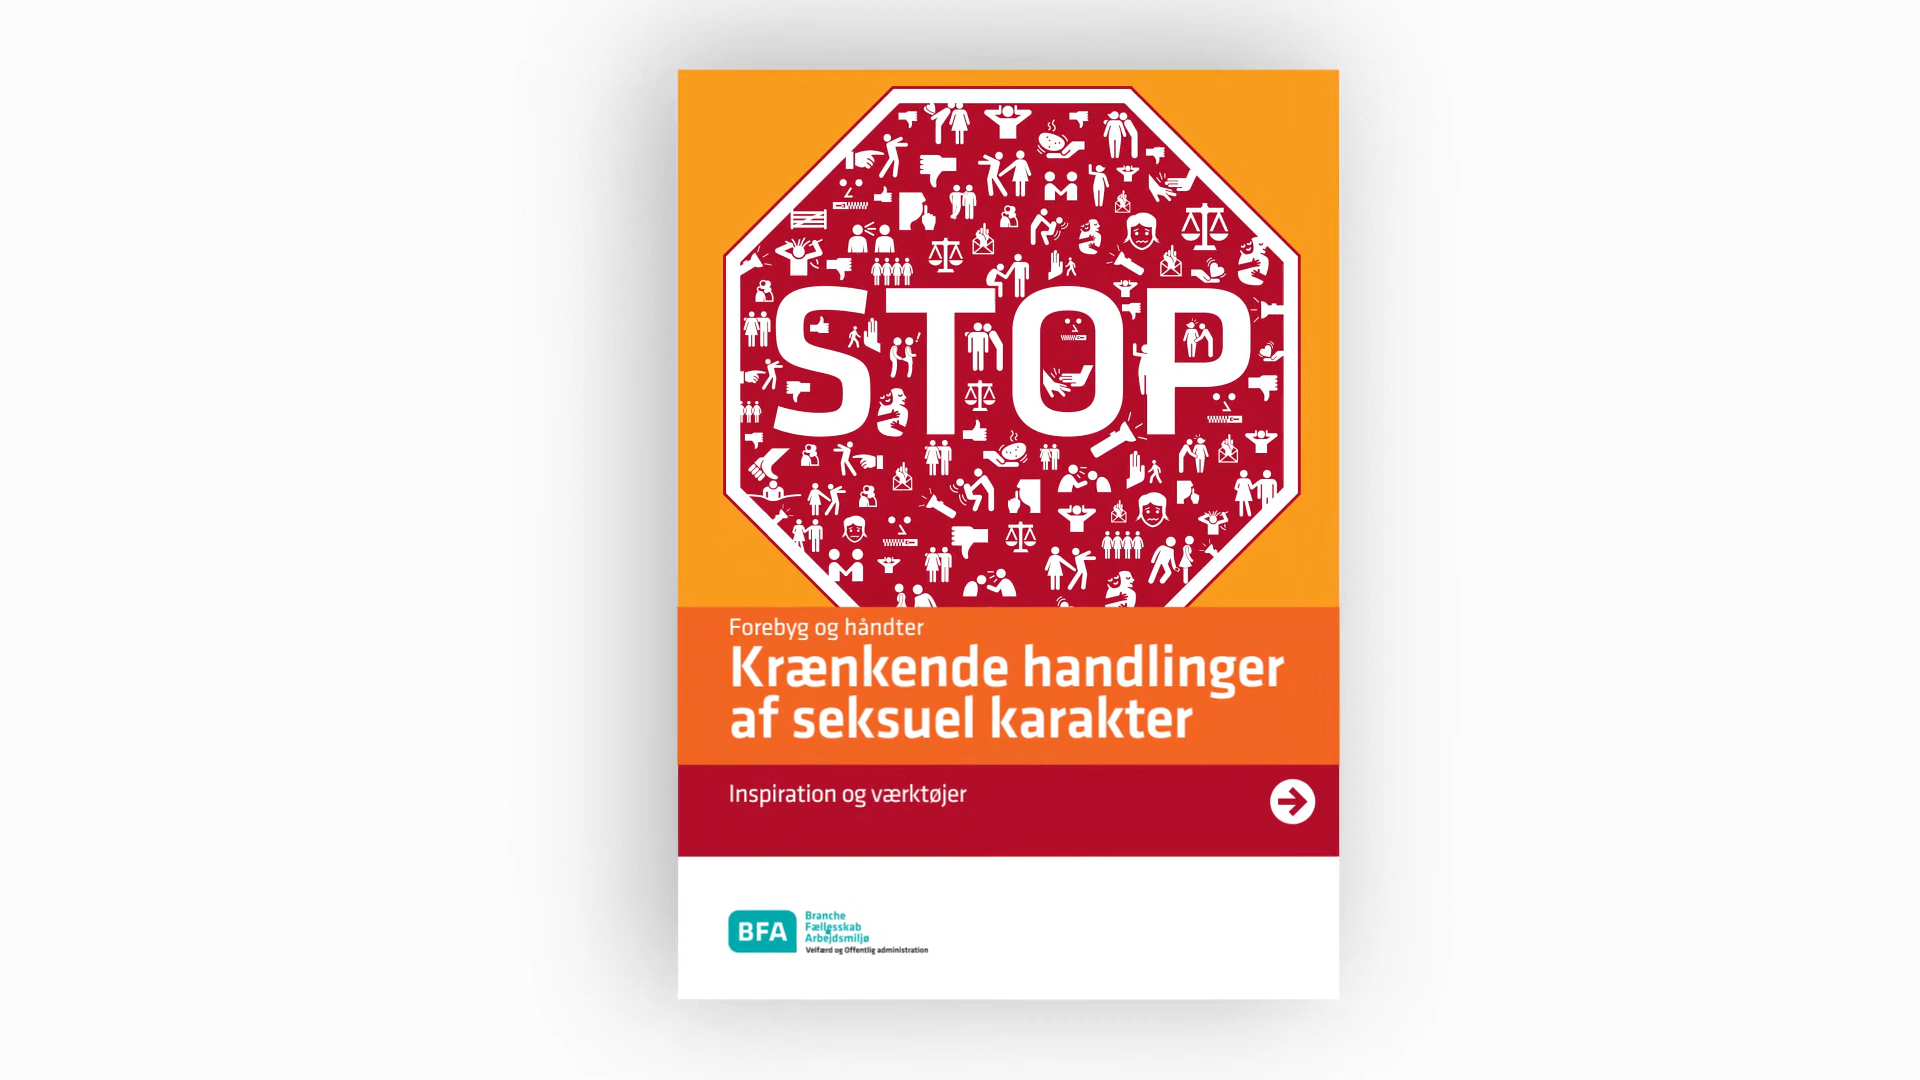 STOP
Forebyg og håndter
Krænkende handlinger
af seksuel karakter
Inspiration og værktøjer
BFA
Branche
Fællesskab
Arbejdsmiljø
Velfærd og Offentlig administration